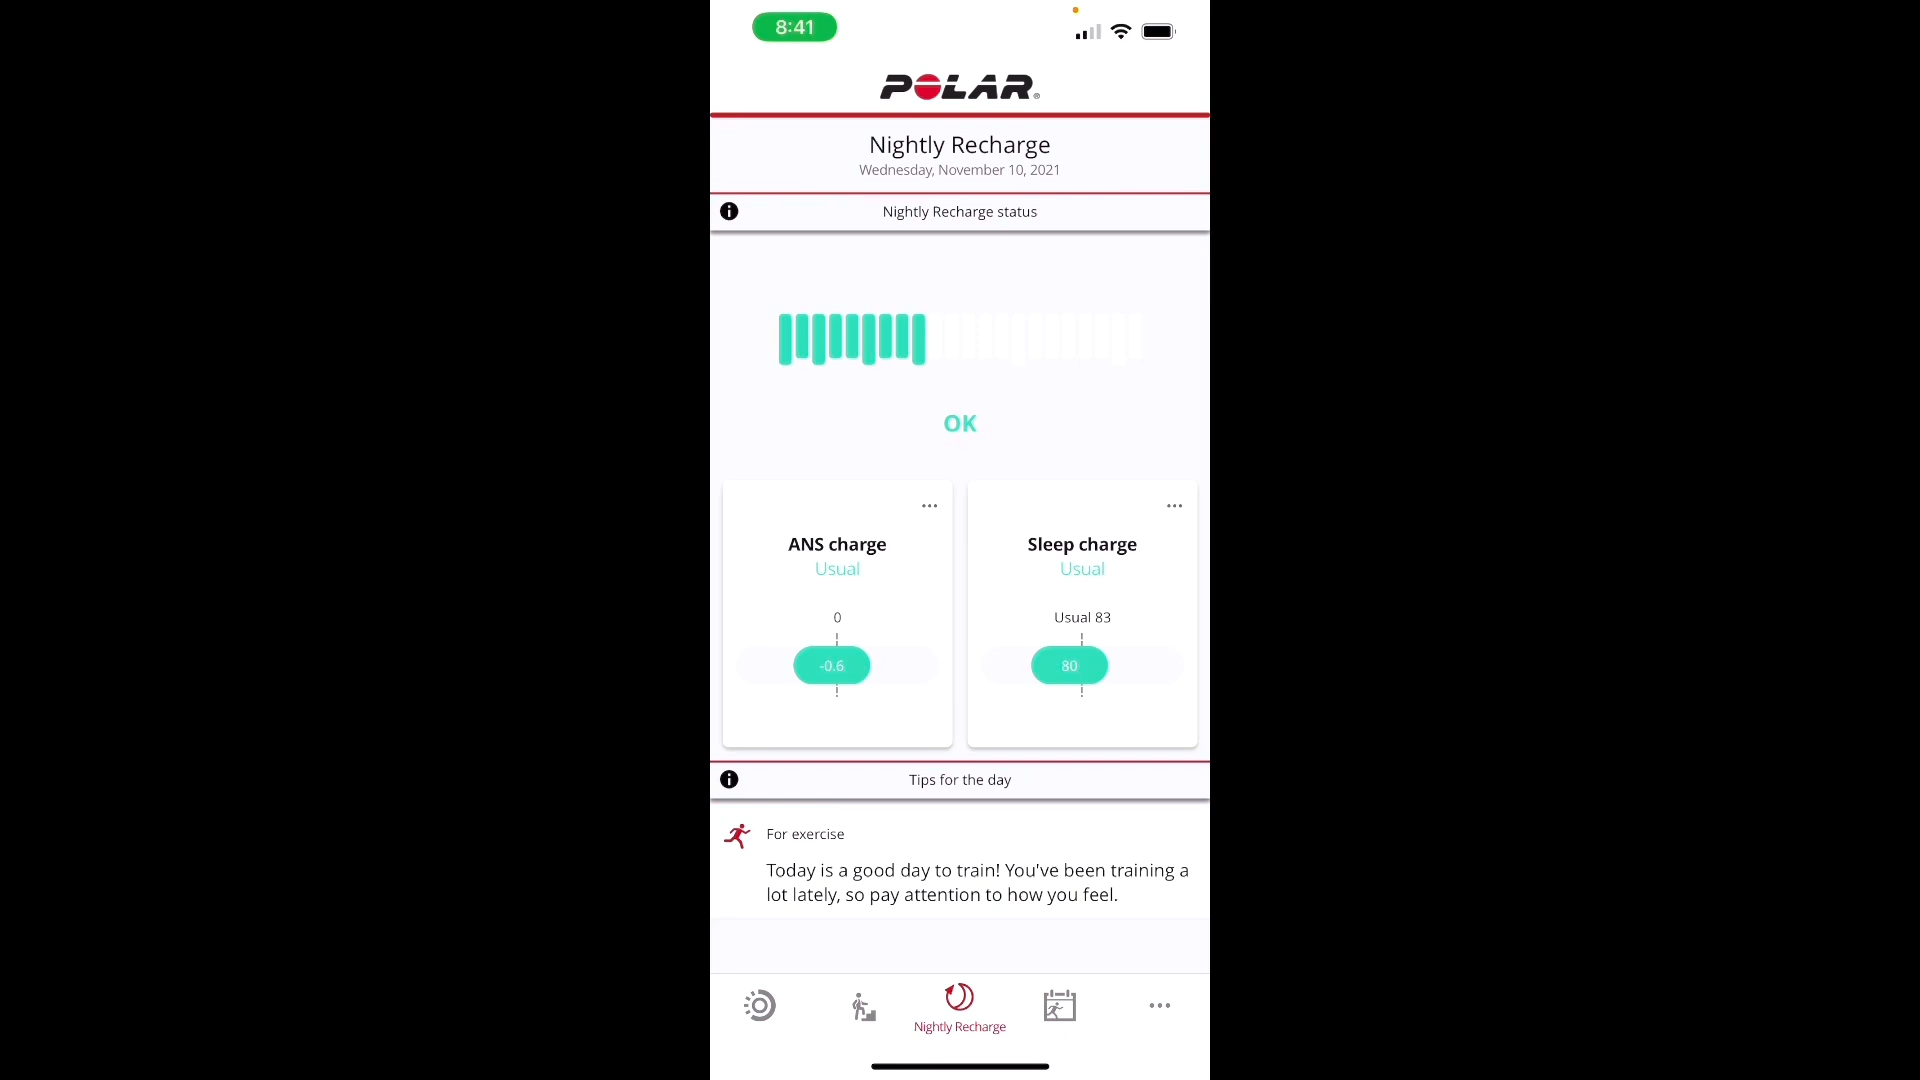 8:41
POLAR®
Nightly Recharge
Wednesday, November 10, 2021
Nightly Recharge status
OK
ANS charge
Usual
0
-0.6
Sleep charge
Usual
Usual 83
80
Tips for the day
For exercise
Today is a good day to train! You've been training a
lot lately, so pay attention to how you feel.
Nightly Recharge